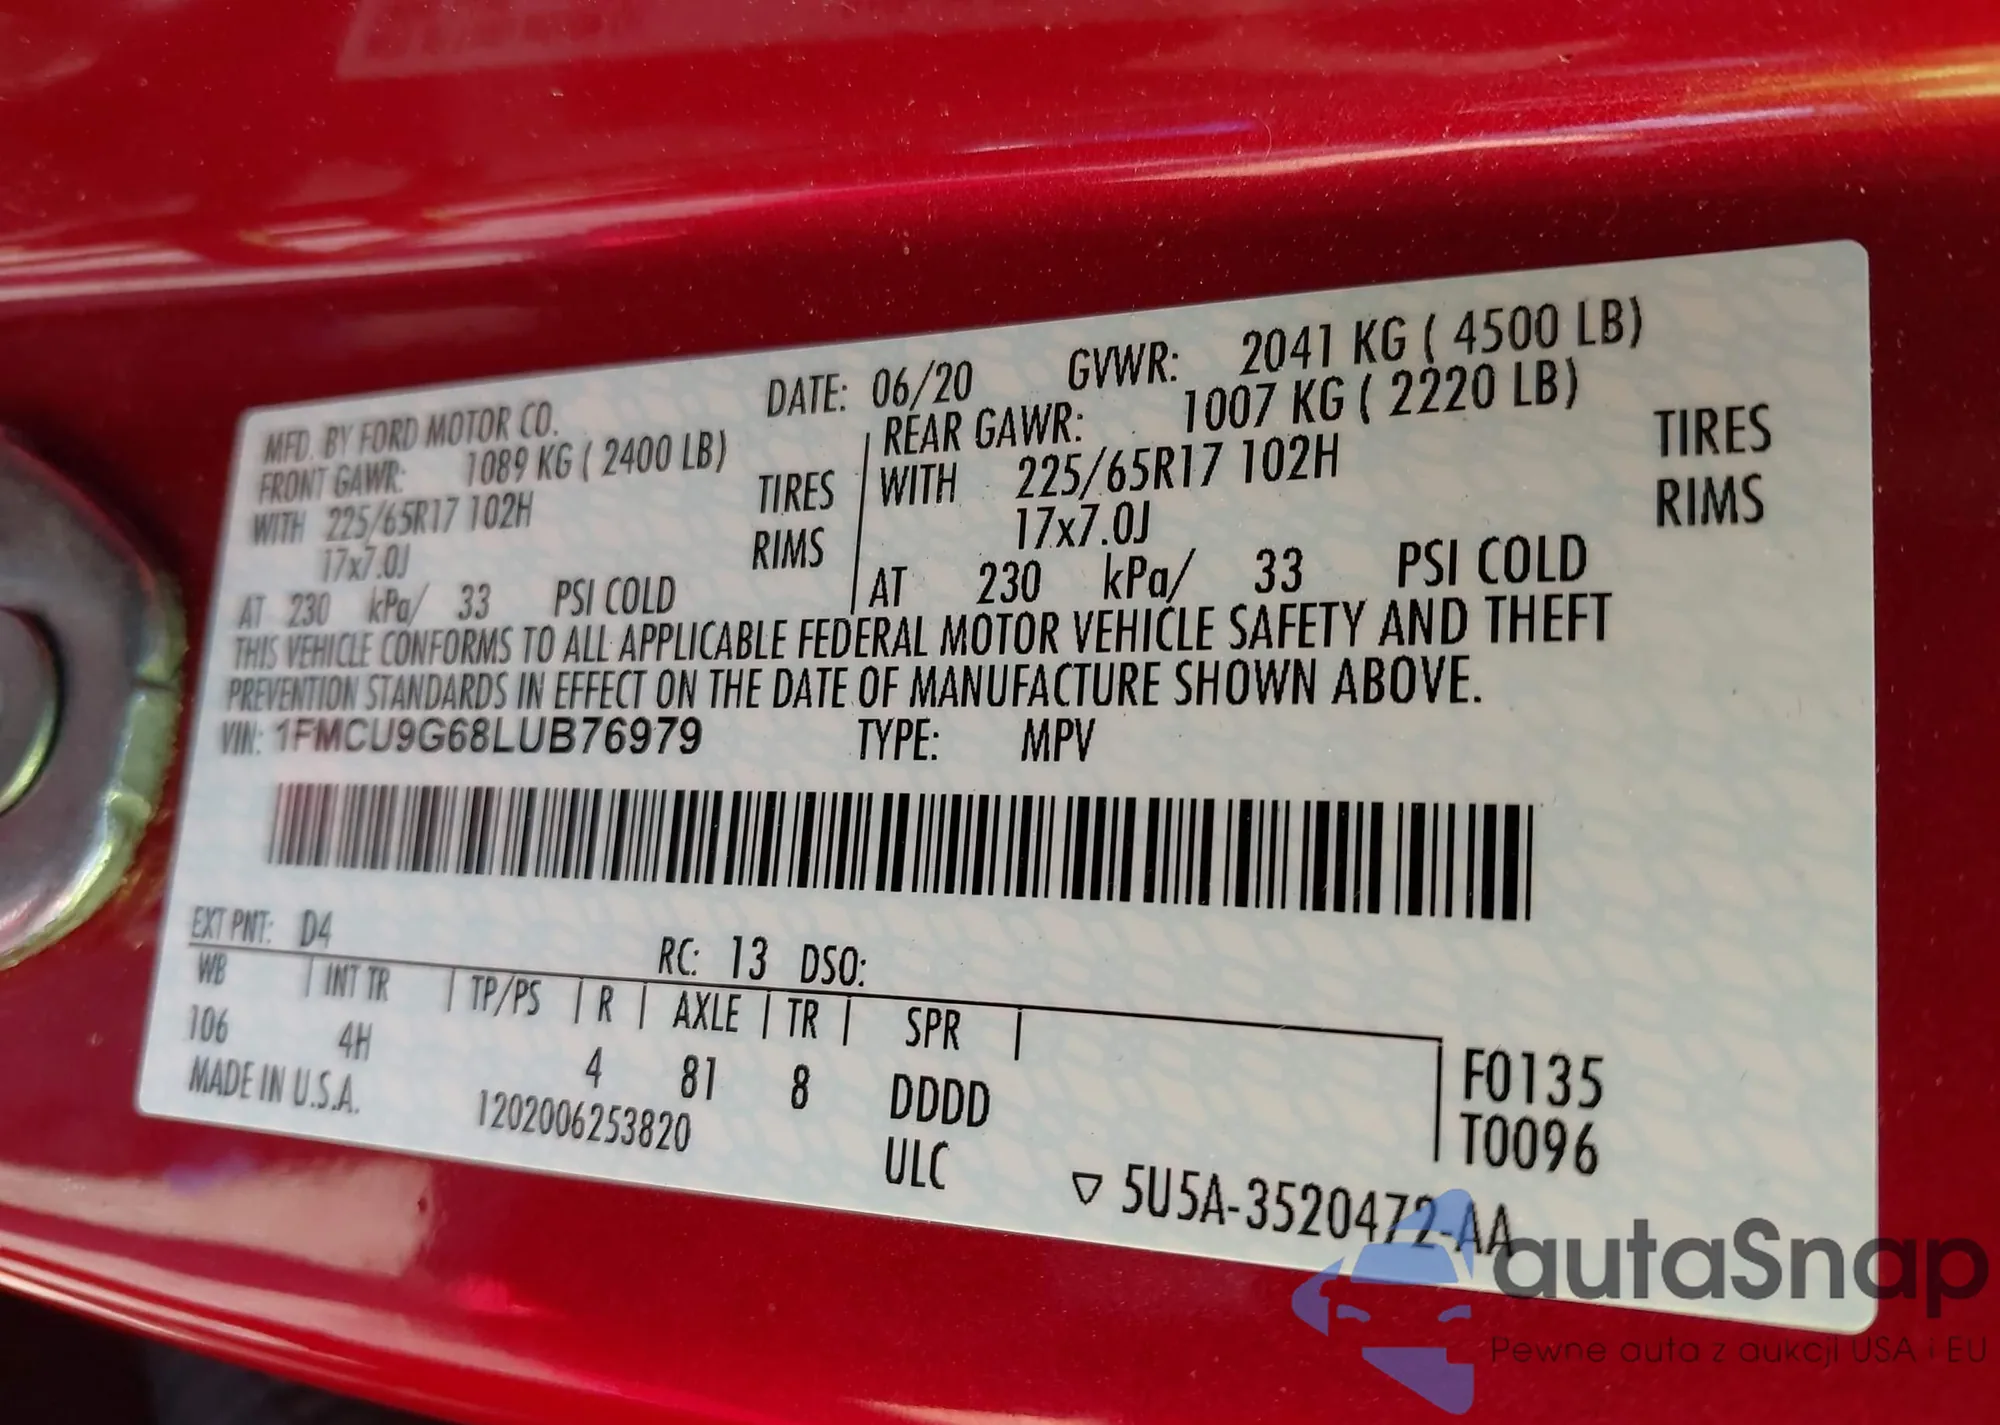 MFD. BY FORD MOTOR CO. DATE: 06/20 GVWR: 2041 KG ( 4500 LB)
FRONT GAWR: 1089 KG ( 2400 LB) REAR GAWR: 1007 KG ( 2220 LB)
WITH 225/65R17 102H TIRES WITH 225/65R17 102H TIRES
17x7.0J RIMS 17x7.0J RIMS
AT 230 kPa/ 33 PSI COLD AT 230 kPa/ 33 PSI COLD
THIS VEHICLE CONFORMS TO ALL APPLICABLE FEDERAL MOTOR VEHICLE SAFETY AND THEFT
PREVENTION STANDARDS IN EFFECT ON THE DATE OF MANUFACTURE SHOWN ABOVE.
VIN: 1FMCU9G68LUB76979 TYPE: MPV
EXT PNT: D4 RC: 13 DSO:
WB INT TR TP/PS R AXLE TR SPR
106 4H 4 81 8 DDDD F0135
MADE IN U.S.A. 1202006253820 ULC T0096
5U5A-3520472-AA
autaSnap
Pewne auta z aukcji USA i EU